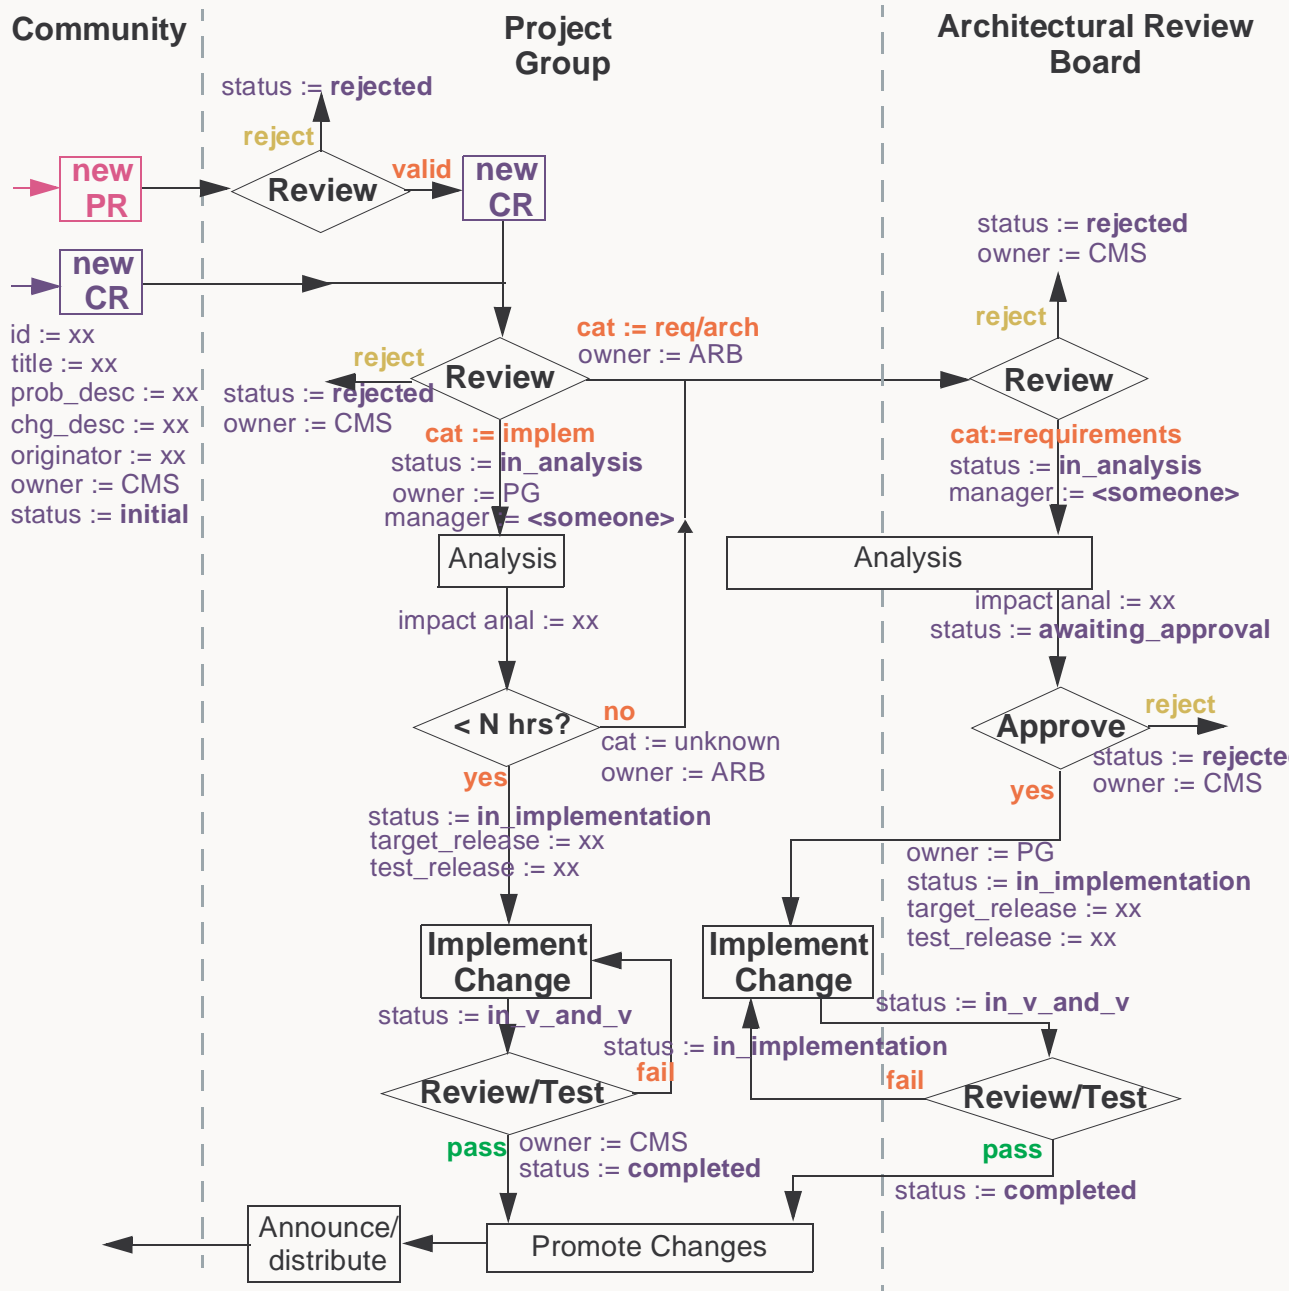 Community
Project
Group
Architectural Review
Board
status := rejected
reject
new
PR
Review
valid
new
CR
new
CR
id := xx
title := xx
prob_desc := xx
chg_desc := xx
originator := xx
owner := CMS
status := initial
reject
status := rejected
owner := CMS
Review
cat := req/arch
owner := ARB
cat := implem
status := in_analysis
owner := PG
manager := <someone>
Analysis
impact anal := xx
< N hrs?
no
cat := unknown
owner := ARB
yes
status := in_implementation
target_release := xx
test_release := xx
Implement
Change
status := in_v_and_v
status := in_implementation
fail
Review/Test
pass
owner := CMS
status := completed
status := rejected
owner := CMS
reject
Review
cat:=requirements
status := in_analysis
manager := <someone>
Analysis
impact anal := xx
status := awaiting_approval
Approve
reject
status := rejecte
owner := CMS
yes
owner := PG
status := in_implementation
target_release := xx
test_release := xx
Implement
Change
status := in_v_and_v
fail
Review/Test
pass
status := completed
Promote Changes
Announce/
distribute